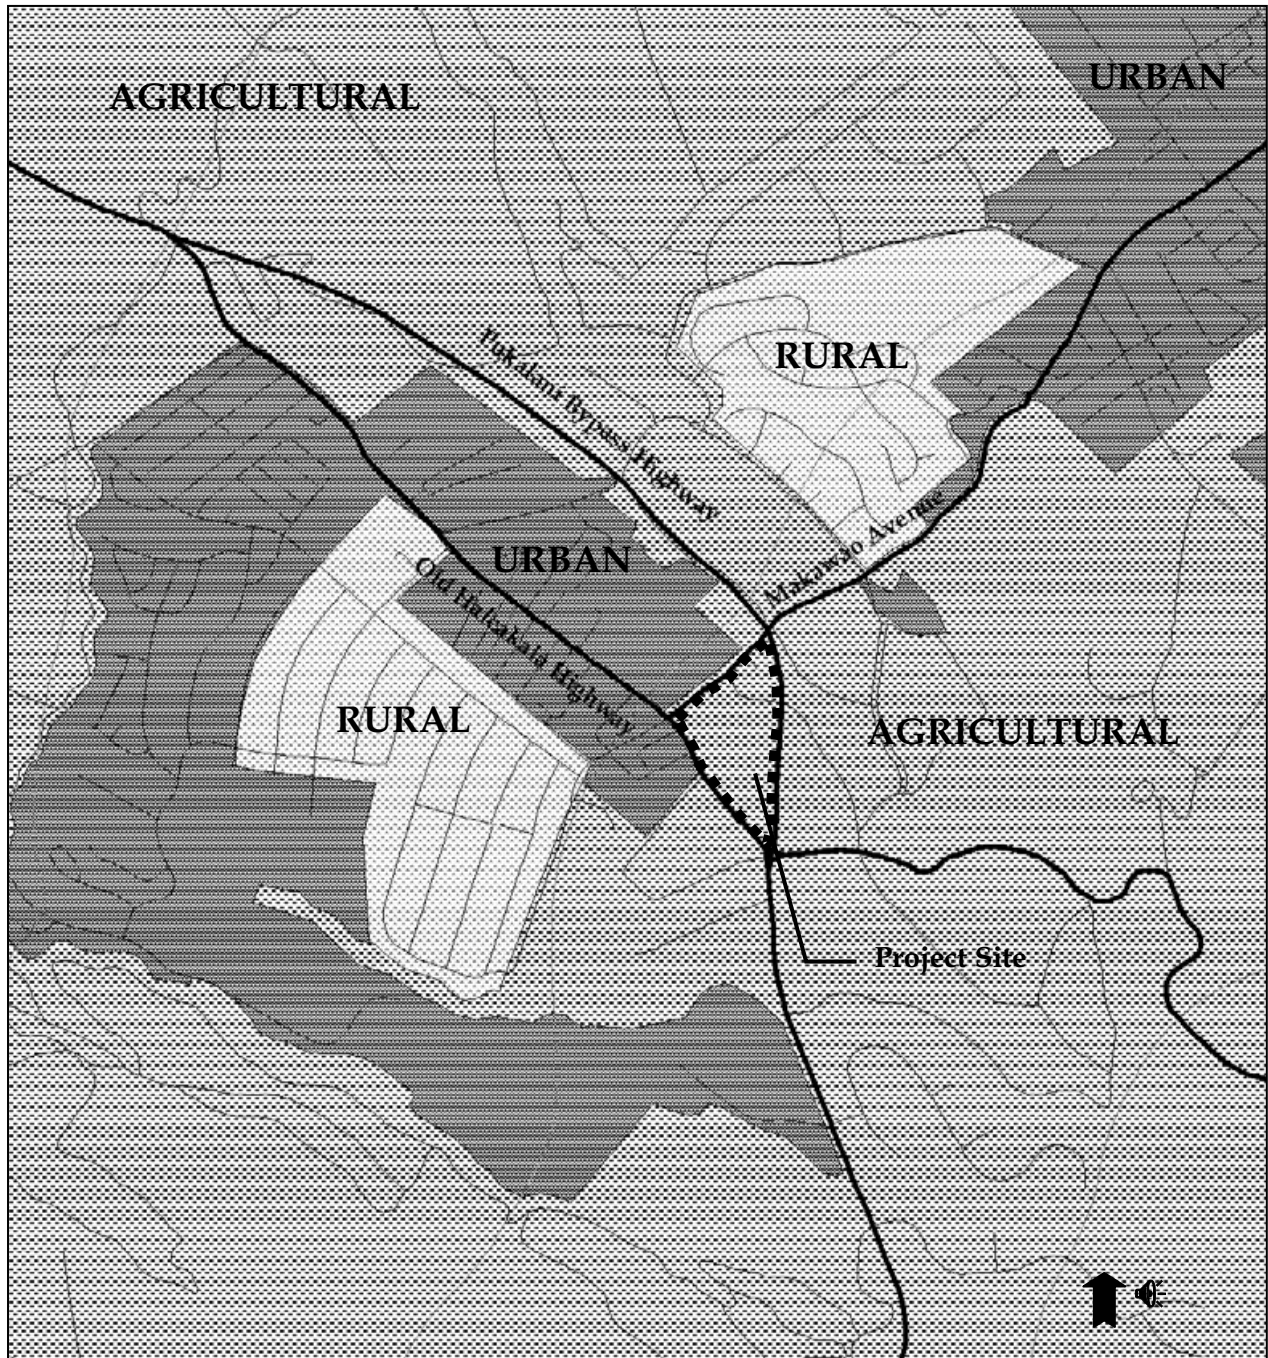 URBAN
AGRICULTURAL
RURAL
Pukalani Bypass Highway
Makawao Avenue
URBAN
Old Haleakala Highway
RURAL
AGRICULTURAL
Project Site